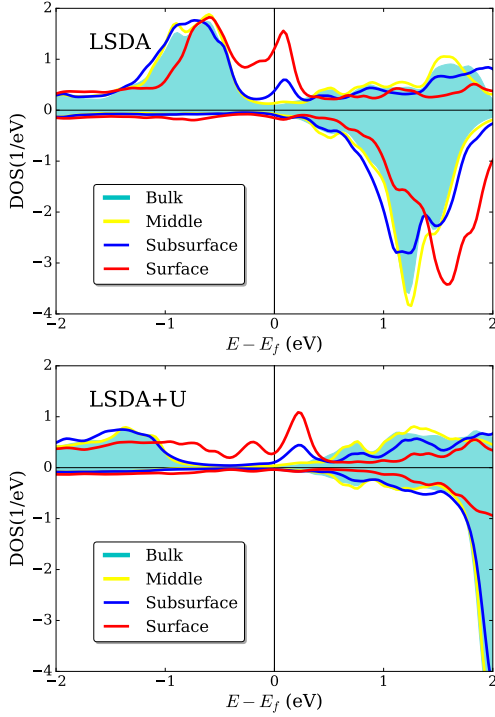 LSDA
DOS(1/eV)
2
1
0
−1
−2
−3
−4
Bulk
Middle
Subsurface
Surface
−2 −1 0 1 2
E − E_f (eV)
LSDA+U
DOS(1/eV)
2
1
0
−1
−2
−3
−4
Bulk
Middle
Subsurface
Surface
−2 −1 0 1 2
E − E_f (eV)